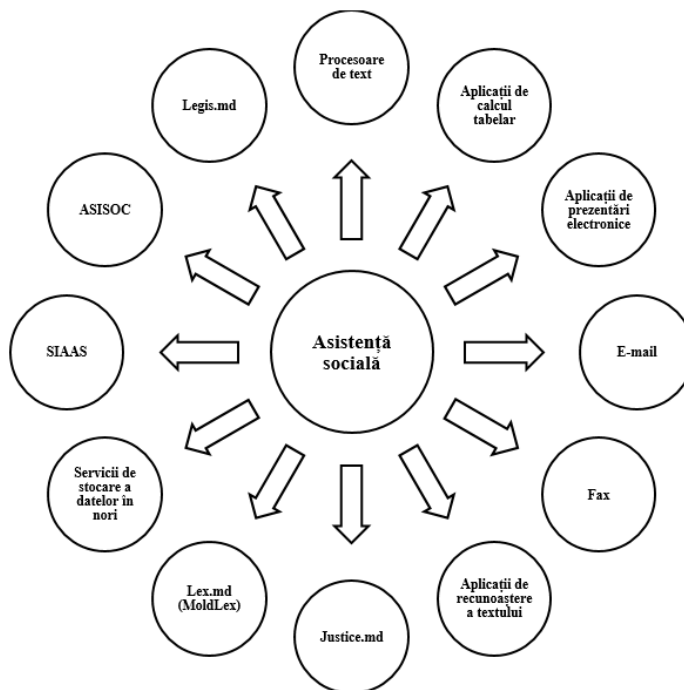 Procesoare
de text
Aplicații de
calcul
tabelar
Aplicații de
prezentări
electronice
E-mail
Fax
Aplicații de
recunoaștere
a textului
Justice.md
Lex.md
(MoldLex)
Servicii de
stocare a
datelor în
nori
SIAAS
ASISOC
Legis.md
Asistență
socială